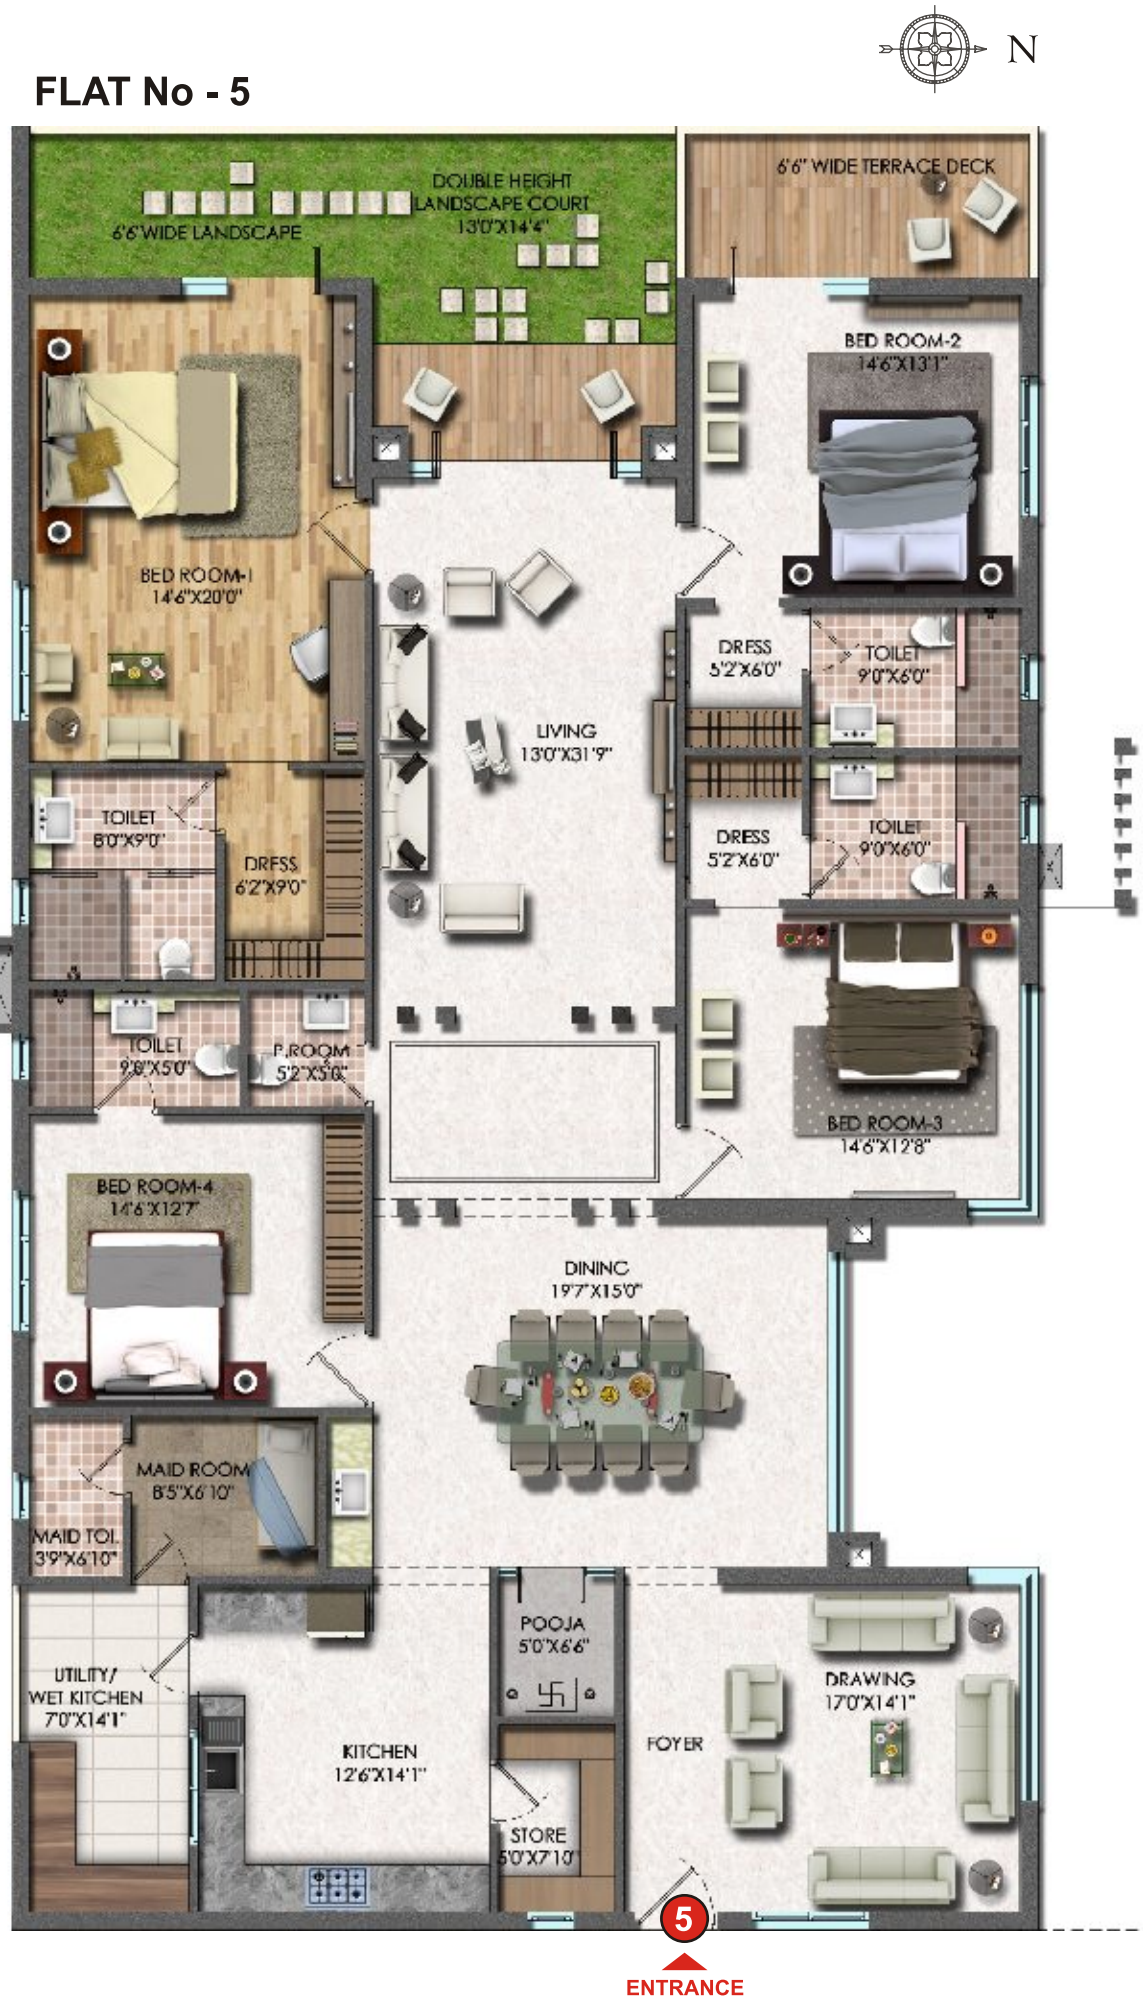 N
FLAT No - 5
6'6" WIDE TERRACE DECK
DOUBLE HEIGHT
LANDSCAPE COURT
13'0"X14'4"
6'6"WIDE LANDSCAPE
BED ROOM-2
14'6"X13'1"
BED ROOM-1
14'6"X20'0"
DRESS
5'2"X6'0"
TOILET
9'0"X6'0"
LIVING
13'0"X31'9"
TOILET
8'0"X9'0"
DRESS
6'2"X9'0"
DRESS
5'2"X6'0"
TOILET
9'0"X6'0"
TOILET
9'0"X5'0"
P.ROOM
5'2"X5'0"
BED ROOM-3
14'6"X12'8"
BED ROOM-4
14'6"X12'7"
DINING
19'7"X15'0"
MAID ROOM
8'5"X6'10"
MAID TOI.
3'9"X6'10"
POOJA
5'0"X6'6"
UTILITY/
WET KITCHEN
7'0"X14'1"
DRAWING
17'0"X14'1"
FOYER
KITCHEN
12'6"X14'1"
STORE
5'0"X7'10"
5
ENTRANCE